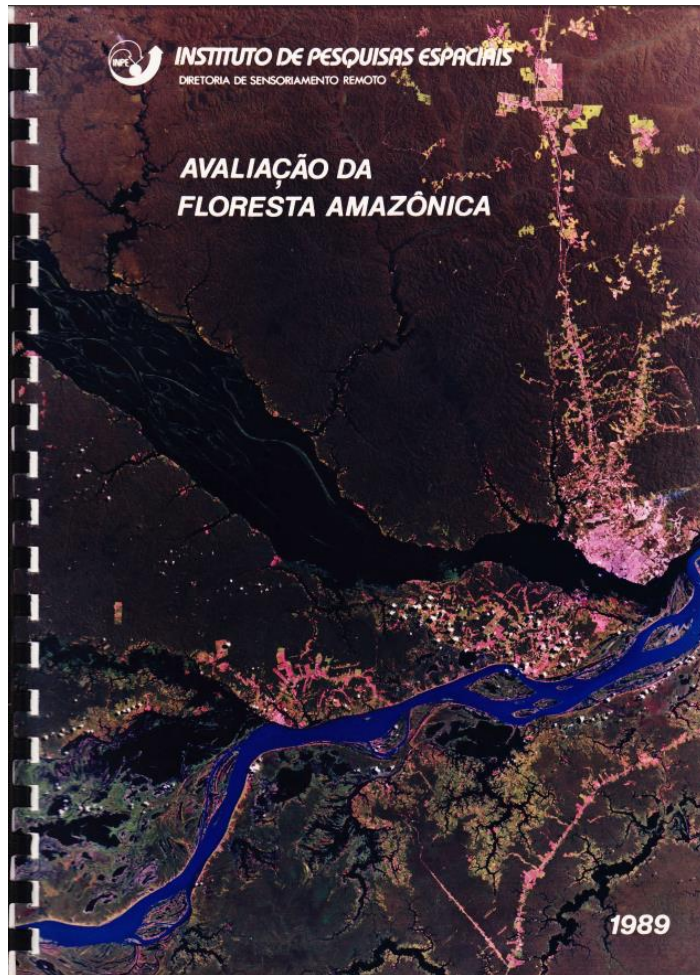 INPE
INSTITUTO DE PESQUISAS ESPACIAIS
DIRETORIA DE SENSORIAMENTO REMOTO
AVALIAÇÃO DA
FLORESTA AMAZÔNICA
1989